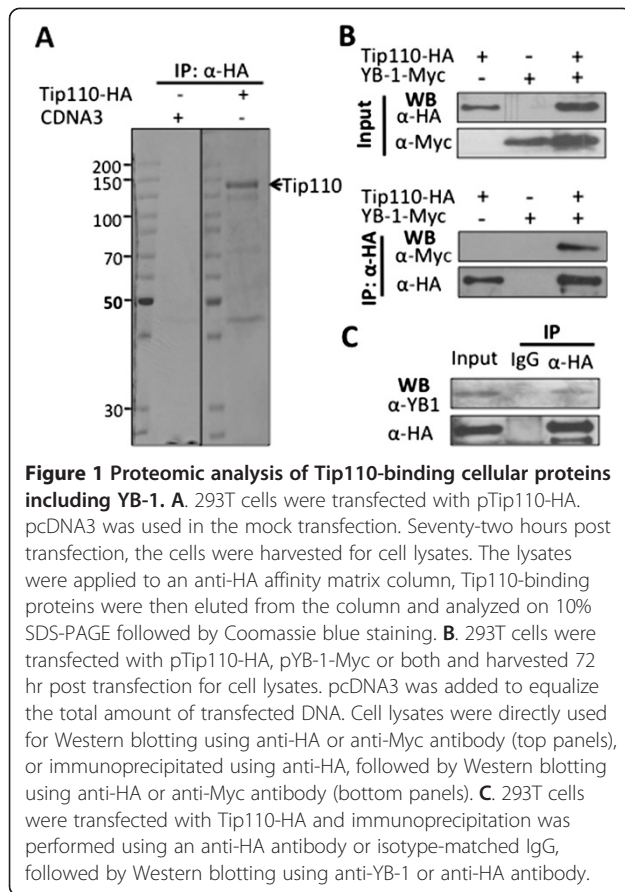 A
IP: α-HA
Tip110-HA - +
CDNA3 + -
200
150
100
70
50
30
Tip110
B
Tip110-HA + - +
YB-1-Myc - + +
Input
WB
α-HA
α-Myc
Tip110-HA + - +
YB-1-Myc - + +
IP: α-HA
WB
α-Myc
α-HA
C
IP
Input IgG α-HA
WB
α-YB1
α-HA
Figure 1 Proteomic analysis of Tip110-binding cellular proteins
including YB-1. A. 293T cells were transfected with pTip110-HA.
pcDNA3 was used in the mock transfection. Seventy-two hours post
transfection, the cells were harvested for cell lysates. The lysates
were applied to an anti-HA affinity matrix column, Tip110-binding
proteins were then eluted from the column and analyzed on 10%
SDS-PAGE followed by Coomassie blue staining. B. 293T cells were
transfected with pTip110-HA, pYB-1-Myc or both and harvested 72
hr post transfection for cell lysates. pcDNA3 was added to equalize
the total amount of transfected DNA. Cell lysates were directly used
for Western blotting using anti-HA or anti-Myc antibody (top panels),
or immunoprecipitated using anti-HA, followed by Western blotting
using anti-HA or anti-Myc antibody (bottom panels). C. 293T cells
were transfected with Tip110-HA and immunoprecipitation was
performed using an anti-HA antibody or isotype-matched IgG,
followed by Western blotting using anti-YB-1 or anti-HA antibody.